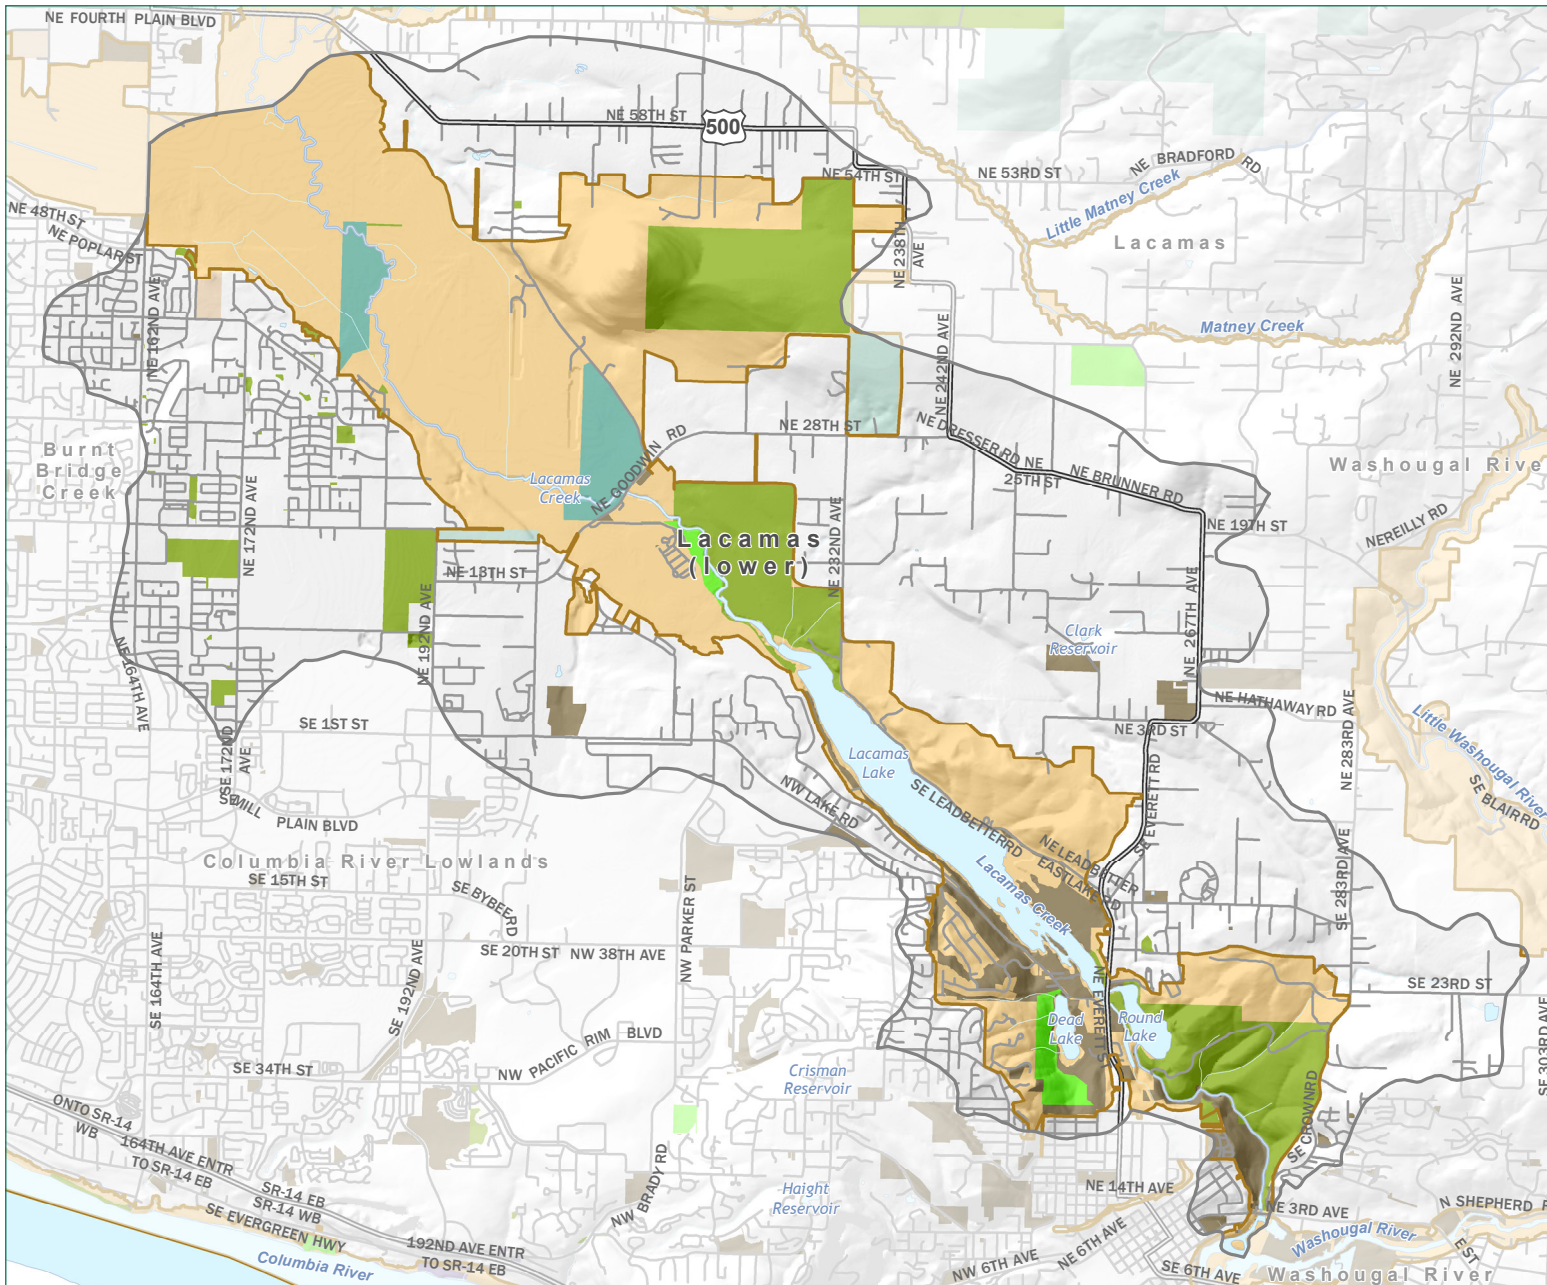 NE FOURTH PLAIN BLVD
NE 58TH ST
500
NE 54TH ST
NE 53RD ST
NE BRADFORD RD
Little Matney Creek
Lacamas
NE 48TH ST
NE POPLAR ST
NE 162ND AVE
NE 238TH
AVE
NE 242ND AVE
Matney Creek
NE 292ND AVE
NE 28TH ST
NE DRESSER RD
NE
25TH ST
NE BRUNNER RD
Washougal Rive
Burnt
Bridge
Creek
NE 172ND AVE
Lacamas
Creek
NE GOODWIN RD
NE 19TH ST
NEREILLY RD
Lacamas
(lower)
NE 232ND AVE
NE 13TH ST
NE 192ND AVE
NE 267TH AVE
Clark
Reservoir
NE 164TH AVE
NE HATHAWAY RD
NE 3RD ST
NE 283RD AVE
Little Washougal River
SE BLAIR RD
SE 1ST ST
SE 172ND
AVE
SE MILL PLAIN BLVD
Lacamas
Lake
NW LAKE RD
SE LEADBETTER RD
NE LEADBETTER
EASTLAKE RD
SE EVERETT RD
Columbia River Lowlands
SE 15TH ST
SE BYBEE RD
Lacamas Creek
SE 283RD AVE
NW PARKER ST
SE 20TH ST
NW 38TH AVE
SE 164TH AVE
SE 192ND AVE
NE EVERETT S
SE 23RD ST
SE 303RD AVE
Dead
Lake
Round
Lake
NW PACIFIC RIM BLVD
SE 34TH ST
Crisman
Reservoir
ONTO SR-14
WB
164TH AVE ENTR
TO SR-14 EB
SE CROWN RD
SR-14 EB
SR-14 WB
SE EVERGREEN HWY
NW BRADY RD
Haight
Reservoir
NE 14TH AVE
NE 3RD AVE
N SHEPHERD
Washougal River
E ST
192ND AVE ENTR
TO SR-14 EB
Columbia River
NW 6TH AVE
NE 6TH AVE
SE 6TH AVE
Washougal River